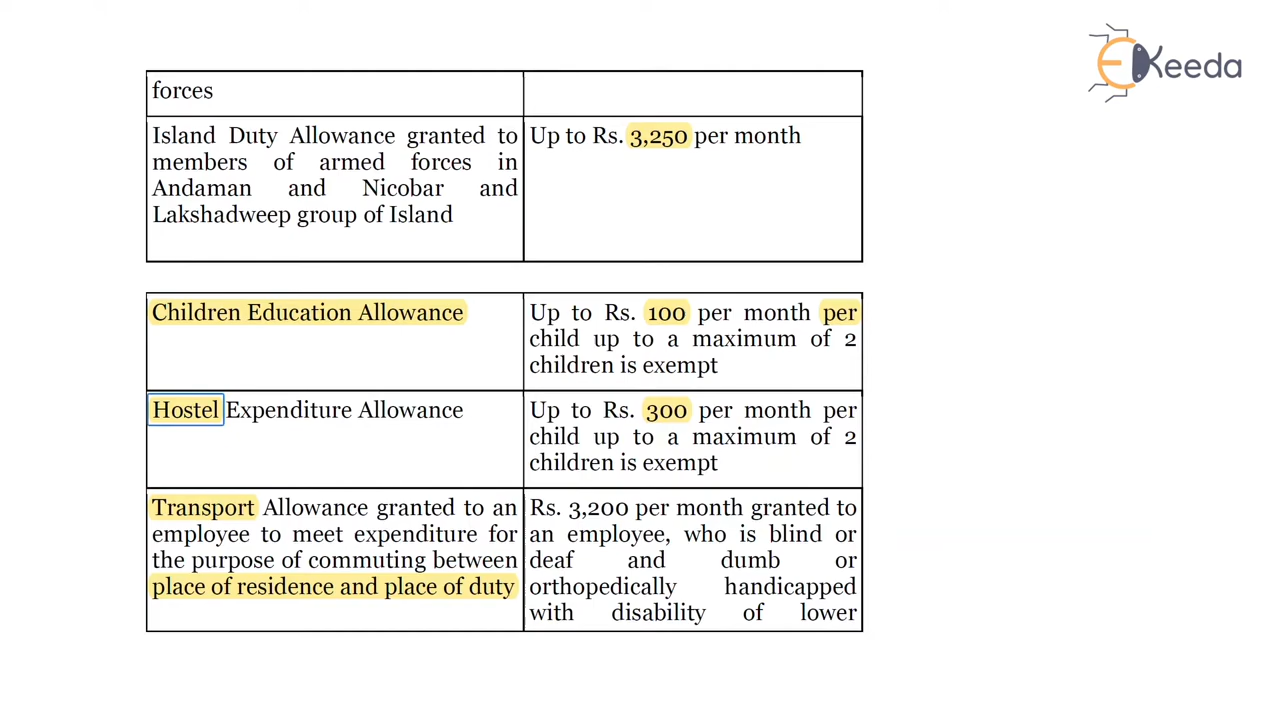 EKeeda
forces
Island Duty Allowance granted to
members of armed forces in
Andaman and Nicobar and
Lakshadweep group of Island
Up to Rs. 3,250 per month
Children Education Allowance
Up to Rs. 100 per month per
child up to a maximum of 2
children is exempt
Hostel Expenditure Allowance
Up to Rs. 300 per month per
child up to a maximum of 2
children is exempt
Transport Allowance granted to an
employee to meet expenditure for
the purpose of commuting between
place of residence and place of duty
Rs. 3,200 per month granted to
an employee, who is blind or
deaf and dumb or
orthopedically handicapped
with disability of lower